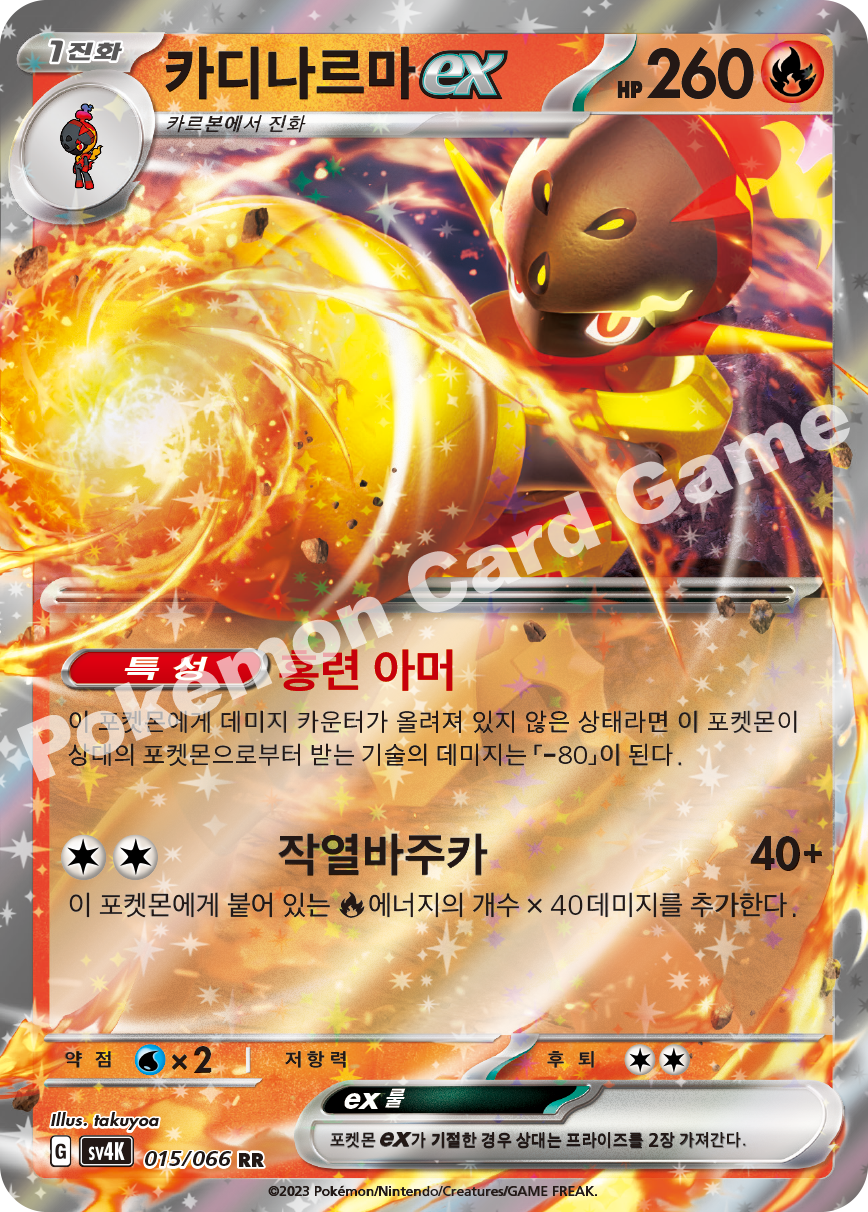 1진화
카디나르마 ex
HP 260
카르본에서 진화
Pokémon Card Game
특성 홍련 아머
이 포켓몬에게 데미지 카운터가 올려져 있지 않은 상태라면 이 포켓몬이
상대의 포켓몬으로부터 받는 기술의 데미지는 「-80」이 된다.
작열바주카 40+
이 포켓몬에게 붙어 있는 에너지의 개수 × 40데미지를 추가한다.
약점 ×2 저항력 후퇴
ex 룰
포켓몬 ex가 기절한 경우 상대는 프라이즈를 2장 가져간다.
Illus. takuyoa
G sv4K 015/066 RR
©2023 Pokémon/Nintendo/Creatures/GAME FREAK.